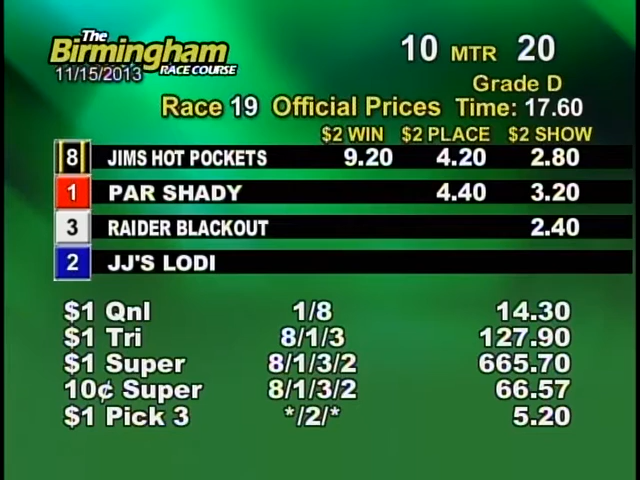 The
Birmingham
RACE COURSE
11/15/2013
10 MTR 20
Grade D
Race 19 Official Prices Time: 17.60
$2 WIN $2 PLACE $2 SHOW
8 JIMS HOT POCKETS 9.20 4.20 2.80
1 PAR SHADY 4.40 3.20
3 RAIDER BLACKOUT 2.40
2 JJ'S LODI
$1 Qnl 1/8 14.30
$1 Tri 8/1/3 127.90
$1 Super 8/1/3/2 665.70
10¢ Super 8/1/3/2 66.57
$1 Pick 3 */2/* 5.20